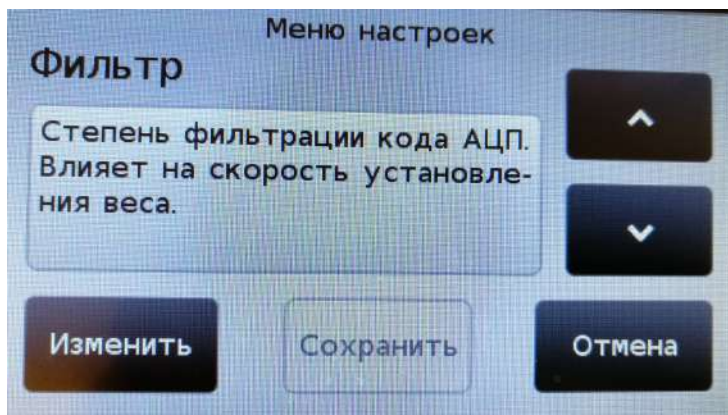 Меню настроек
Фильтр
Степень фильтрации кода АЦП.
Влияет на скорость установле-
ния веса.
Изменить
Сохранить
Отмена